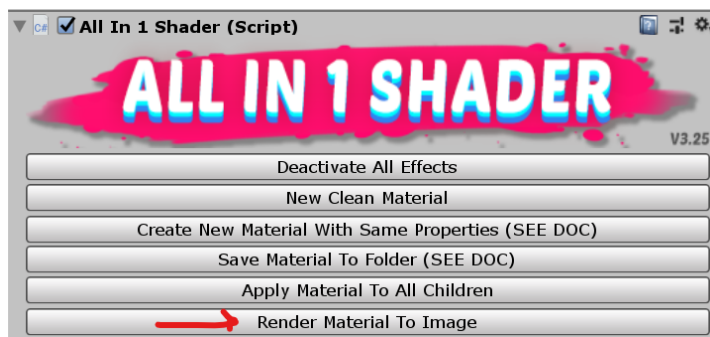 All In 1 Shader (Script)
ALL IN 1 SHADER
V3.25
Deactivate All Effects
New Clean Material
Create New Material With Same Properties (SEE DOC)
Save Material To Folder (SEE DOC)
Apply Material To All Children
Render Material To Image